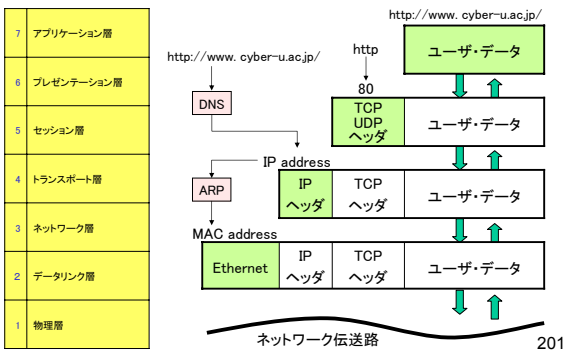 http://www. cyber-u.ac.jp/
7 アプリケーション層
ユーザ・データ
http://www. cyber-u.ac.jp/
http
6 プレゼンテーション層
80
DNS
TCP
UDP
ヘッダ
ユーザ・データ
5 セッション層
IP address
4 トランスポート層
ARP
IP
ヘッダ
TCP
ヘッダ
ユーザ・データ
3 ネットワーク層
MAC address
Ethernet
IP
ヘッダ
TCP
ヘッダ
ユーザ・データ
2 データリンク層
1 物理層
ネットワーク伝送路
201